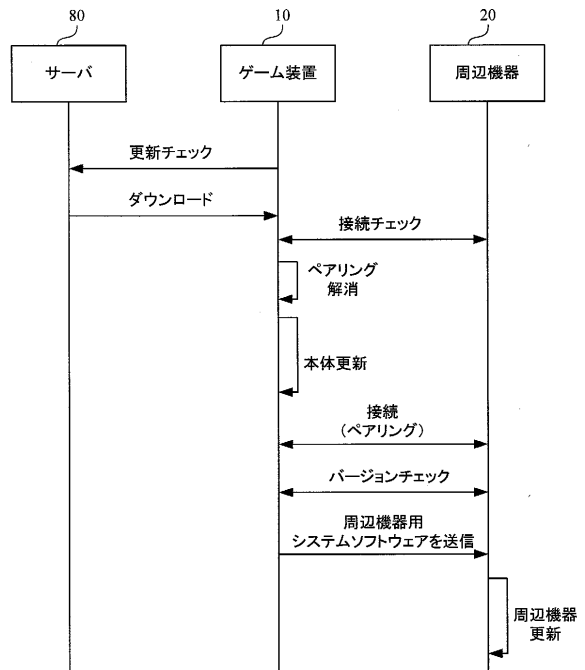 80
10
20
サーバ
ゲーム装置
周辺機器
更新チェック
ダウンロード
接続チェック
ペアリング
解消
本体更新
接続
(ペアリング)
バージョンチェック
周辺機器用
システムソフトウェアを送信
周辺機器
更新